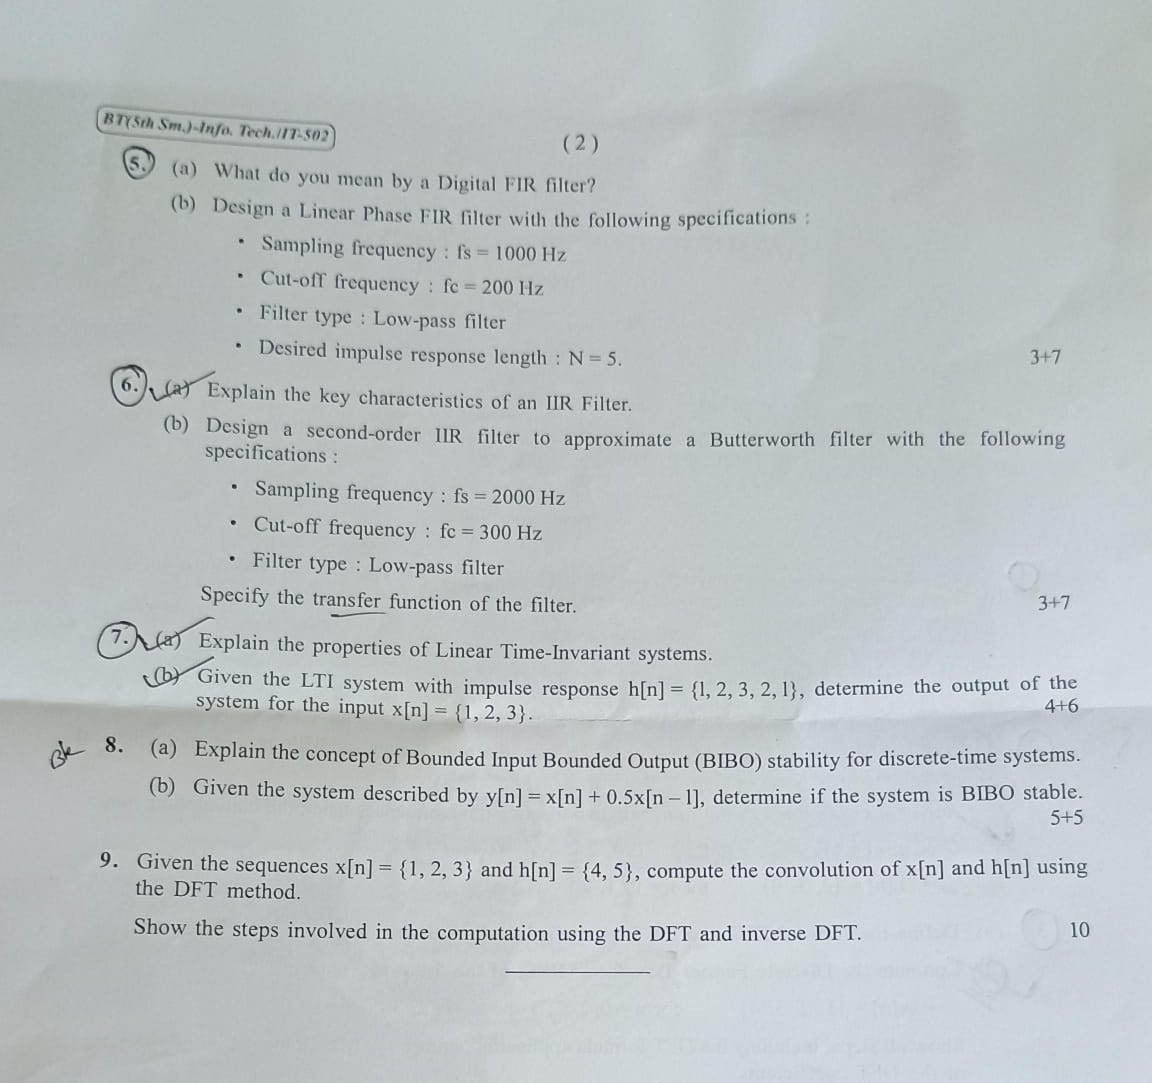 BT(5th Sm.)-Info. Tech./IT-502
( 2 )
5. (a) What do you mean by a Digital FIR filter?
(b) Design a Linear Phase FIR filter with the following specifications :
• Sampling frequency : fs = 1000 Hz
• Cut-off frequency : fc = 200 Hz
• Filter type : Low-pass filter
• Desired impulse response length : N = 5.
3+7
6. (a) Explain the key characteristics of an IIR Filter.
(b) Design a second-order IIR filter to approximate a Butterworth filter with the following
specifications :
• Sampling frequency : fs = 2000 Hz
• Cut-off frequency : fc = 300 Hz
• Filter type : Low-pass filter
Specify the transfer function of the filter.
3+7
7. (a) Explain the properties of Linear Time-Invariant systems.
(b) Given the LTI system with impulse response h[n] = {1, 2, 3, 2, 1}, determine the output of the
system for the input x[n] = {1, 2, 3}.
4+6
8. (a) Explain the concept of Bounded Input Bounded Output (BIBO) stability for discrete-time systems.
(b) Given the system described by y[n] = x[n] + 0.5x[n – 1], determine if the system is BIBO stable.
5+5
9. Given the sequences x[n] = {1, 2, 3} and h[n] = {4, 5}, compute the convolution of x[n] and h[n] using
the DFT method.
Show the steps involved in the computation using the DFT and inverse DFT.
10